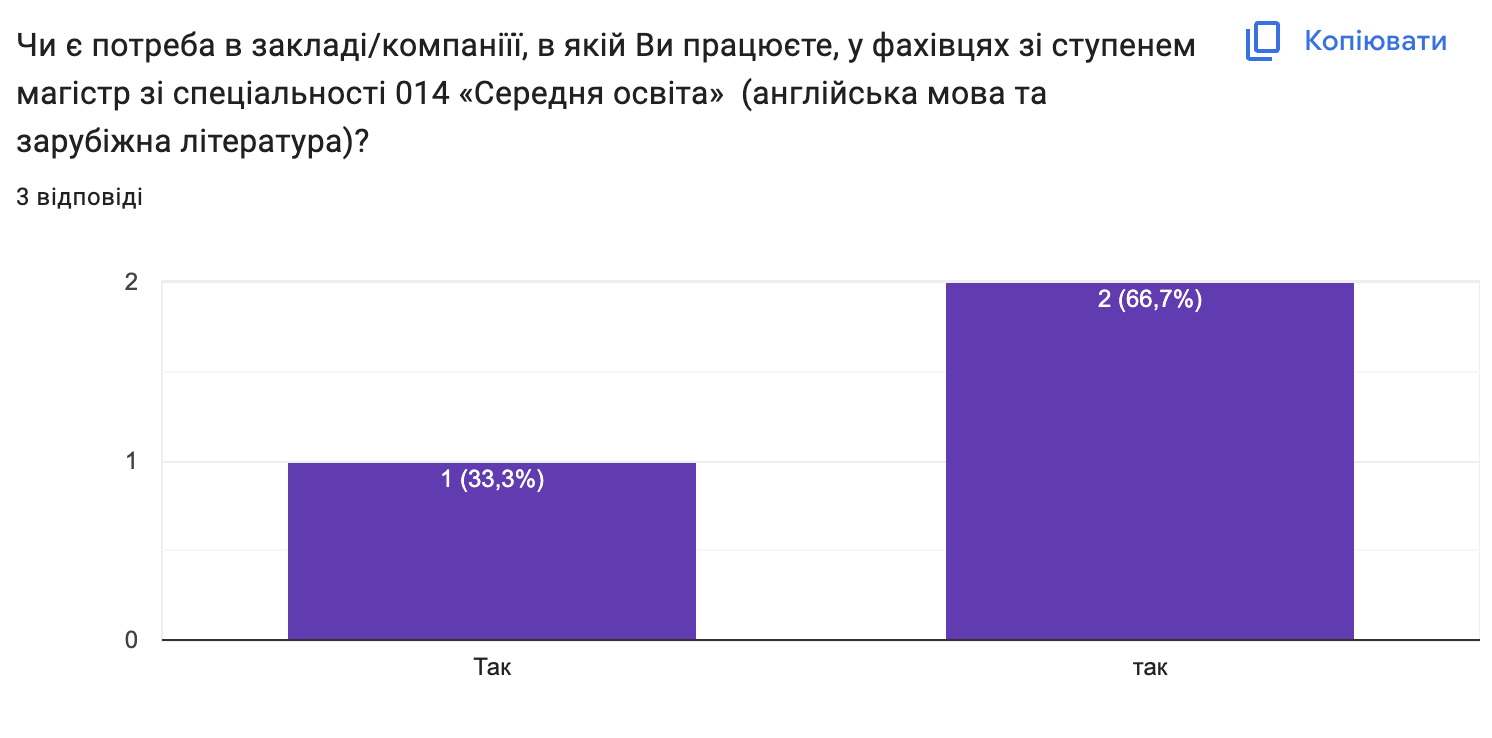 Чи є потреба в закладі/компаніїї, в якій Ви працюєте, у фахівцях зі ступенем
магістр зі спеціальності 014 «Середня освіта» (англійська мова та
зарубіжна література)?
Копіювати
3 відповіді
2
1
0
1 (33,3%)
2 (66,7%)
Так
так